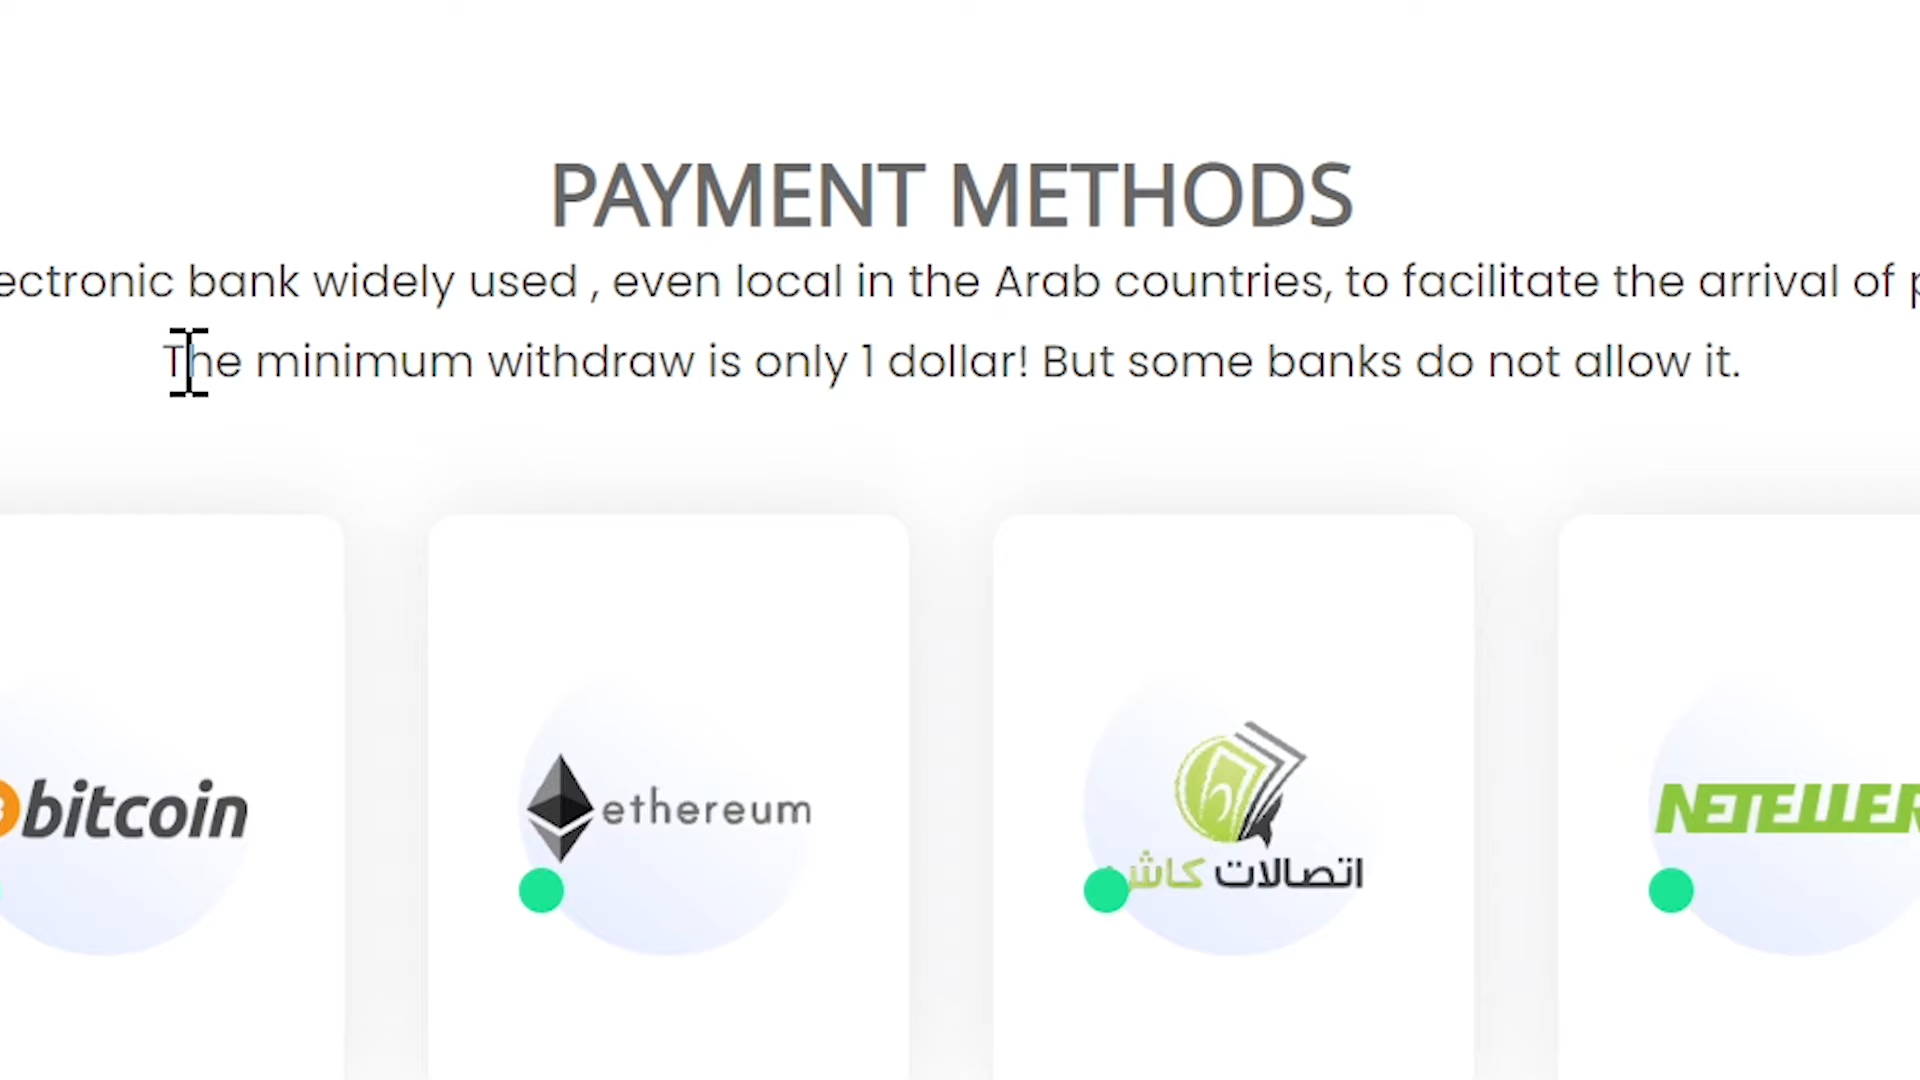 PAYMENT METHODS
ectronic bank widely used , even local in the Arab countries, to facilitate the arrival of
The minimum withdraw is only 1 dollar! But some banks do not allow it.
bitcoin
ethereum
اتصالات كاش
NETELLER